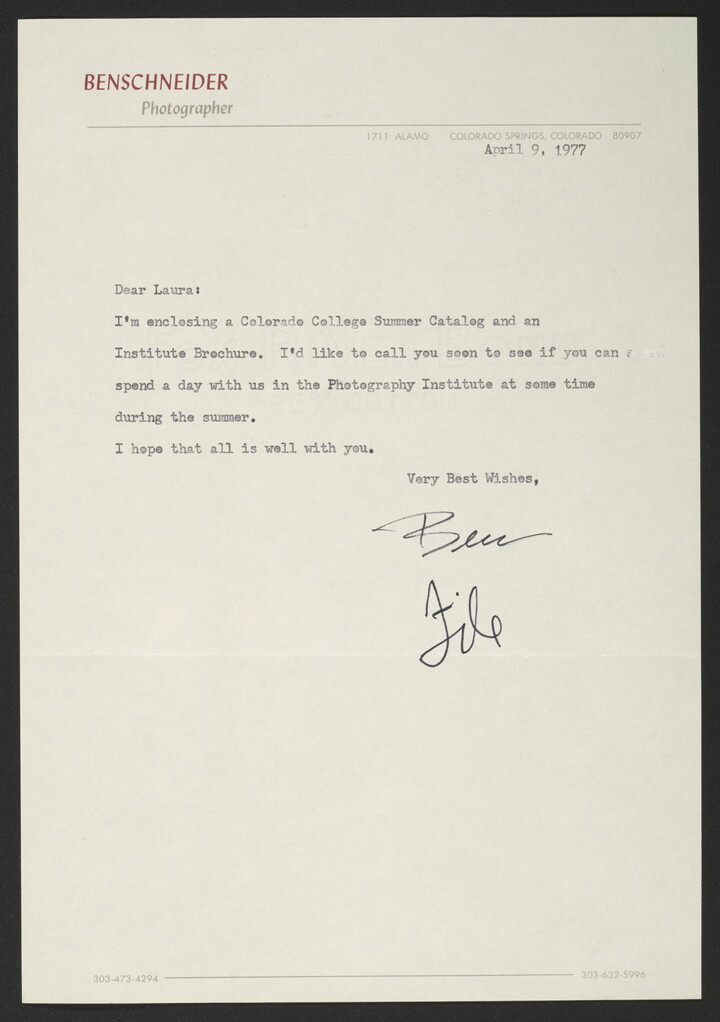 BENSCHNEIDER
Photographer
1711 ALAMO COLORADO SPRINGS, COLORADO 80907
April 9, 1977
Dear Laura:
I'm enclosing a Colorado College Summer Catalog and an
Institute Brochure. I'd like to call you soon to see if you can
spend a day with us in the Photography Institute at some time
during the summer.
I hope that all is well with you.
Very Best Wishes,
Ben
File
303-473-4294 303-632-5996